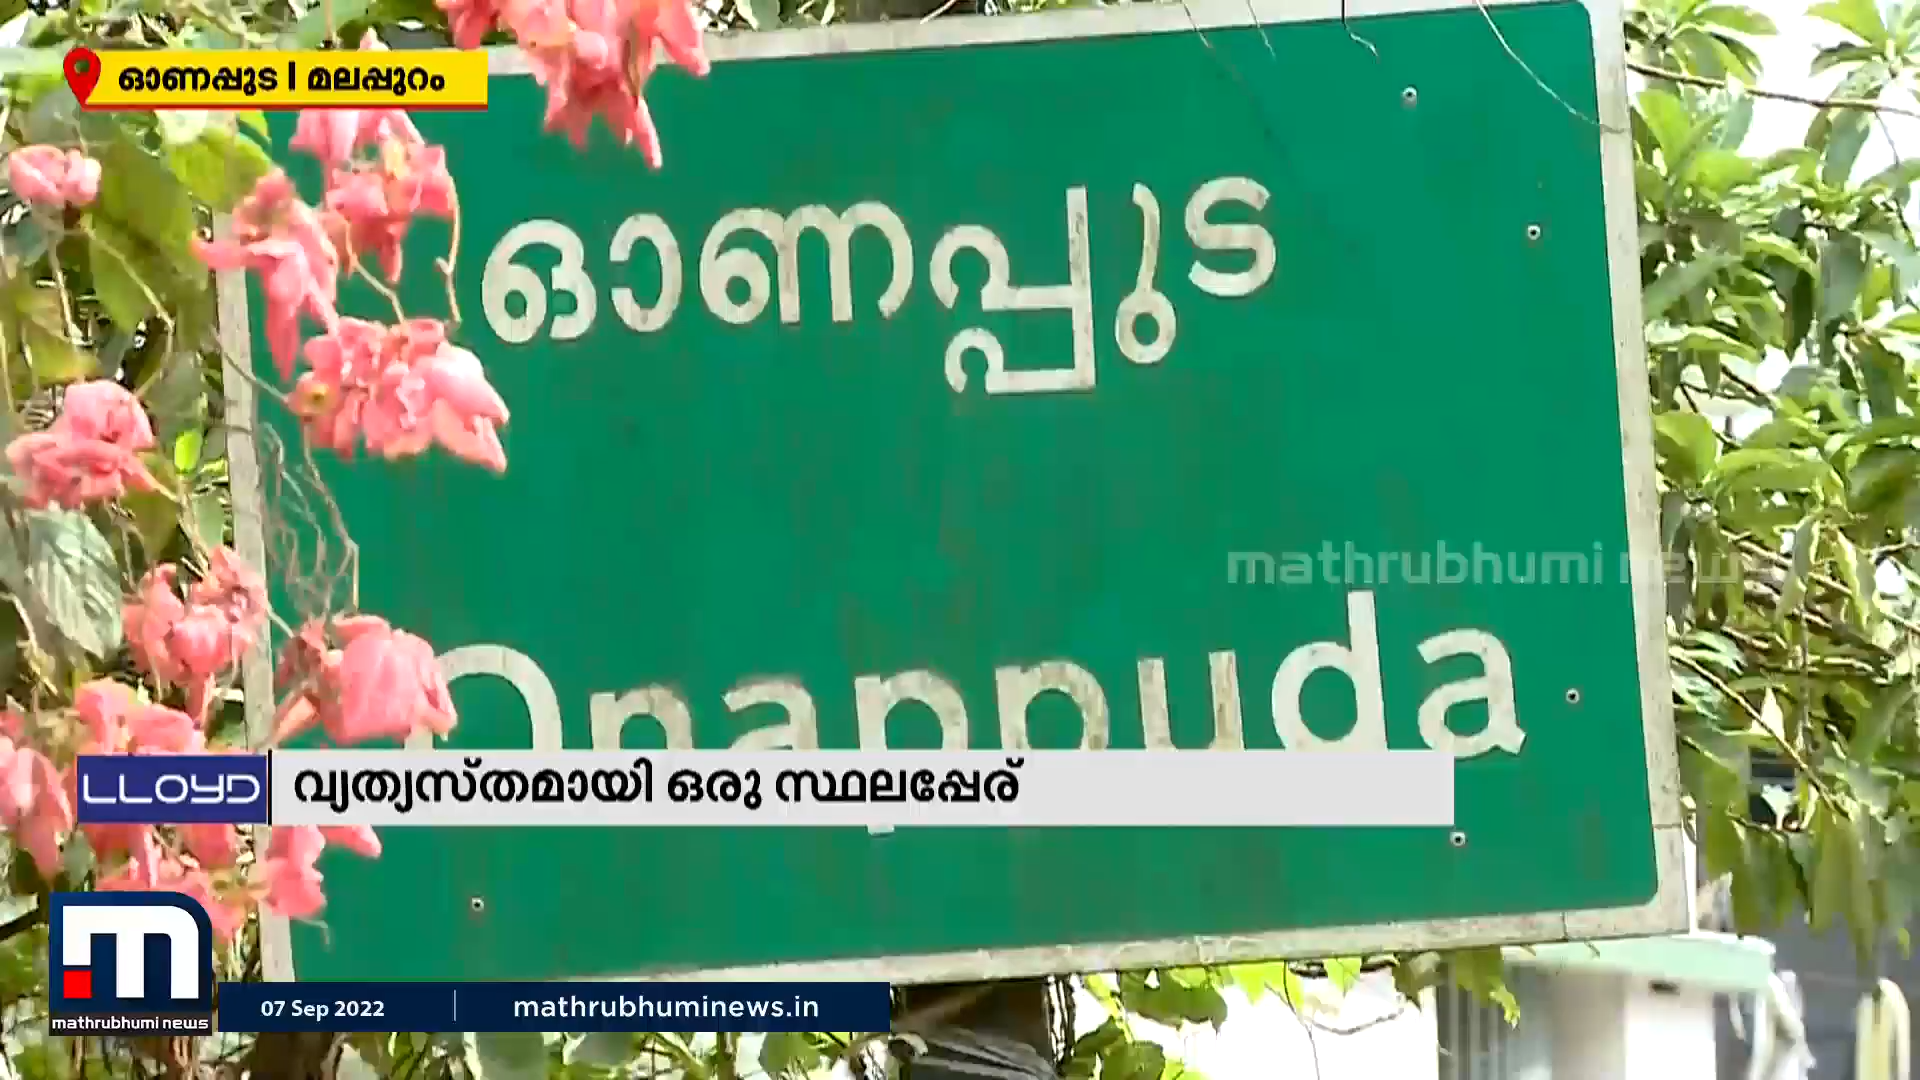 ഓണപ്പുട | മലപ്പുറം
ഓണപ്പുട
mathrubhumi news
Onappuda
LLOYD വ്യത്യസ്തമായി ഒരു സ്ഥലപ്പേര്
mathrubhumi news
07 Sep 2022 | mathrubhuminews.in